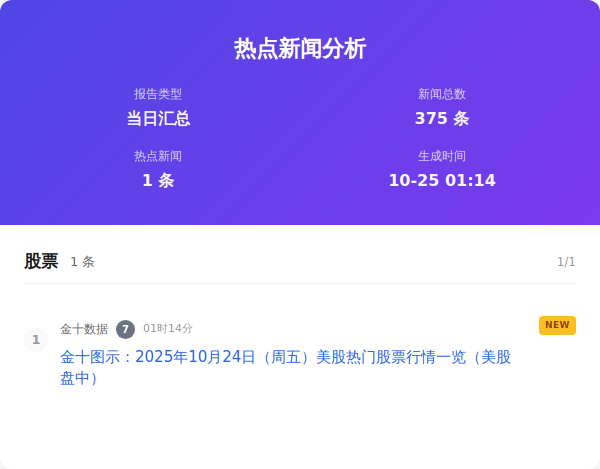 热点新闻分析
报告类型
新闻总数
当日汇总
375 条
热点新闻
生成时间
1 条
10-25 01:14
股票 1 条 1/1
1 金十数据 7 01时14分 NEW
金十图示：2025年10月24日（周五）美股热门股票行情一览（美股
盘中）